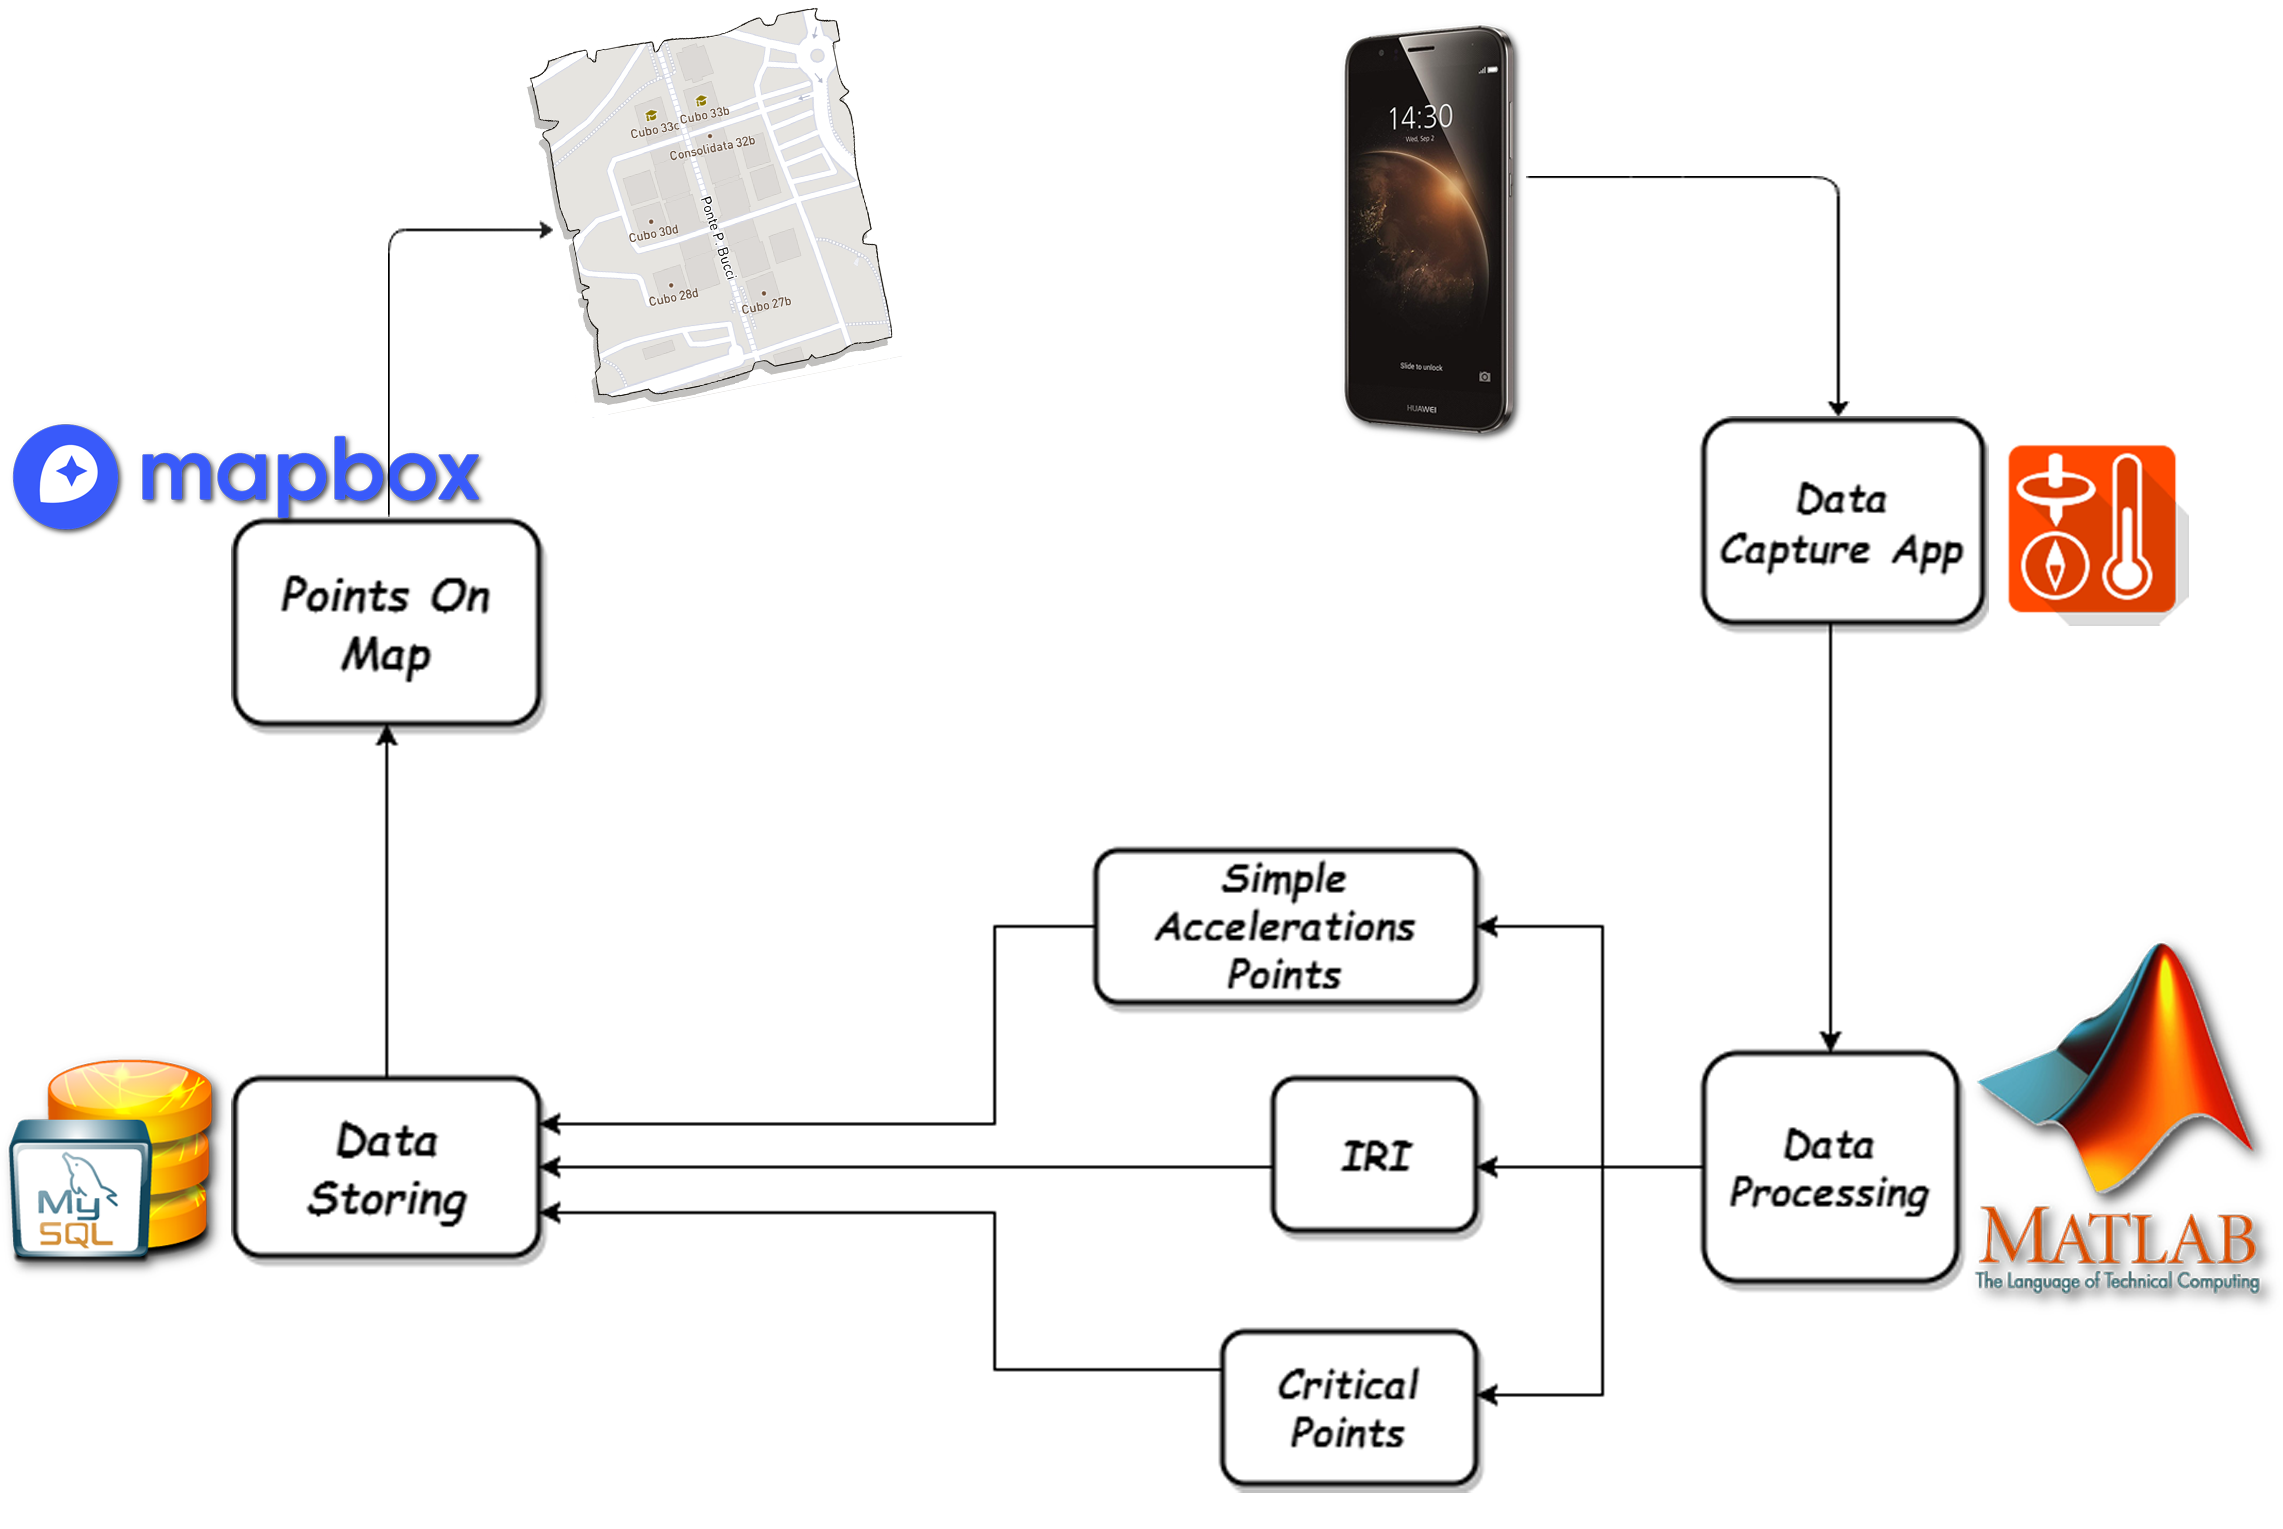 Cubo 33c
Cubo 33b
Consolidata 32b
Ponte P. Bucci
Cubo 30d
Cubo 28d
Cubo 27b
14:30
Wed, Sep 2
Slide to unlock
HUAWEI
mapbox
Points On
Map
Data
Capture App
Simple
Accelerations
Points
IRI
Critical
Points
Data
Storing
My
SQL
Data
Processing
MATLAB
The Language of Technical Computing